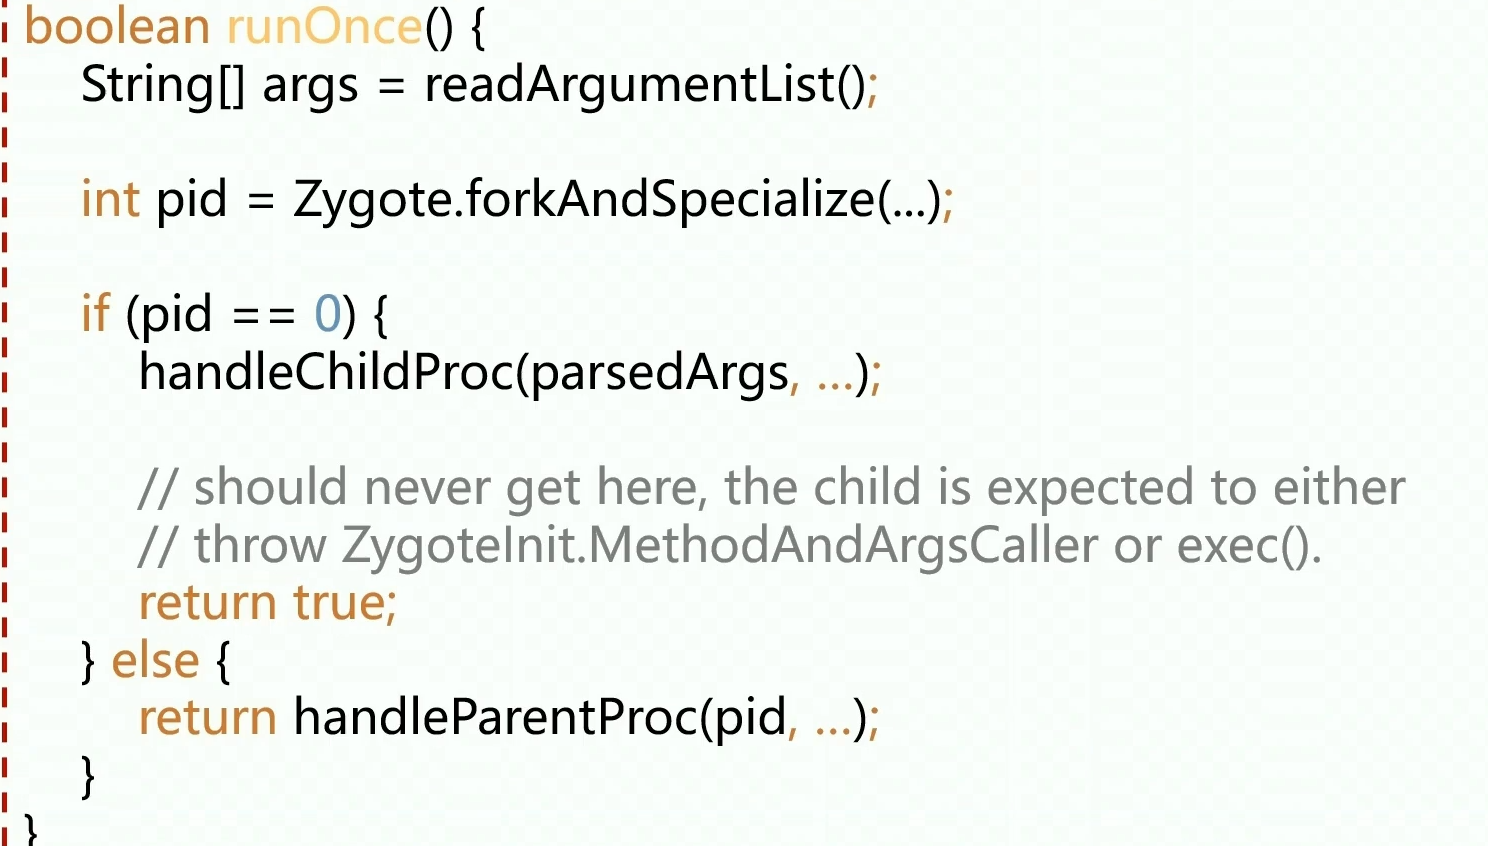 boolean runOnce() {
String[] args = readArgumentList();
int pid = Zygote.forkAndSpecialize(...);
if (pid == 0) {
handleChildProc(parsedArgs, ...);
// should never get here, the child is expected to either
// throw ZygoteInit.MethodAndArgsCaller or exec().
return true;
} else {
return handleParentProc(pid, ...);
}
}